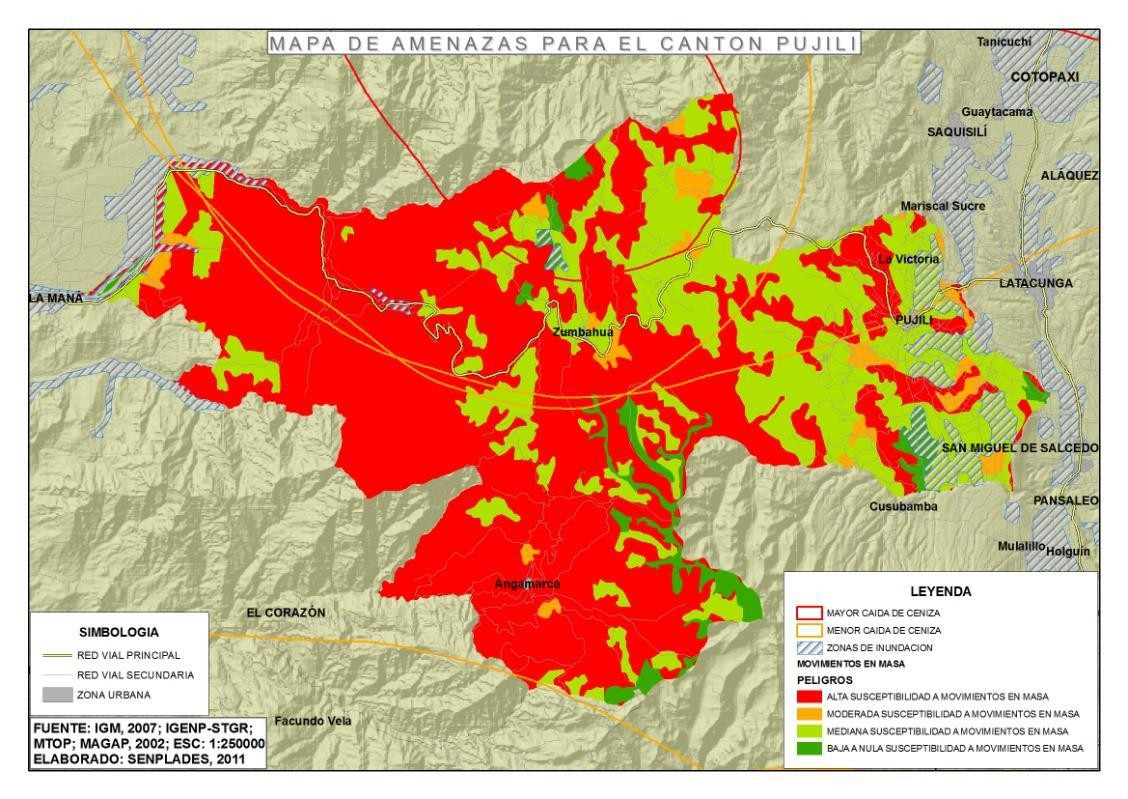 MAPA DE AMENAZAS PARA EL CANTON PUJILI
Tanicuchí
COTOPAXI
Guaytacama
SAQUISILÍ
ALAQUEZ
Mariscal Sucre
La Victoria
LATACUNGA
LA MANÁ
PUJILI
Zumbahua
SAN MIGUEL DE SALCEDO
PANSALEO
Cusubamba
Mulalillo
Holguin
Angamarca
EL CORAZÓN
Facundo Vela
SIMBOLOGIA
RED VIAL PRINCIPAL
RED VIAL SECUNDARIA
ZONA URBANA
FUENTE: IGM, 2007; IGENP-STGR;
MTOP; MAGAP, 2002; ESC: 1:250000
ELABORADO: SENPLADES, 2011
LEYENDA
MAYOR CAIDA DE CENIZA
MENOR CAIDA DE CENIZA
ZONAS DE INUNDACION
MOVIMIENTOS EN MASA
PELIGROS
ALTA SUSCEPTIBILIDAD A MOVIMIENTOS EN MASA
MODERADA SUSCEPTIBILIDAD A MOVIMIENTOS EN MASA
MEDIANA SUSCEPTIBILIDAD A MOVIMIENTOS EN MASA
BAJA A NULA SUSCEPTIBILIDAD A MOVIMIENTOS EN MASA